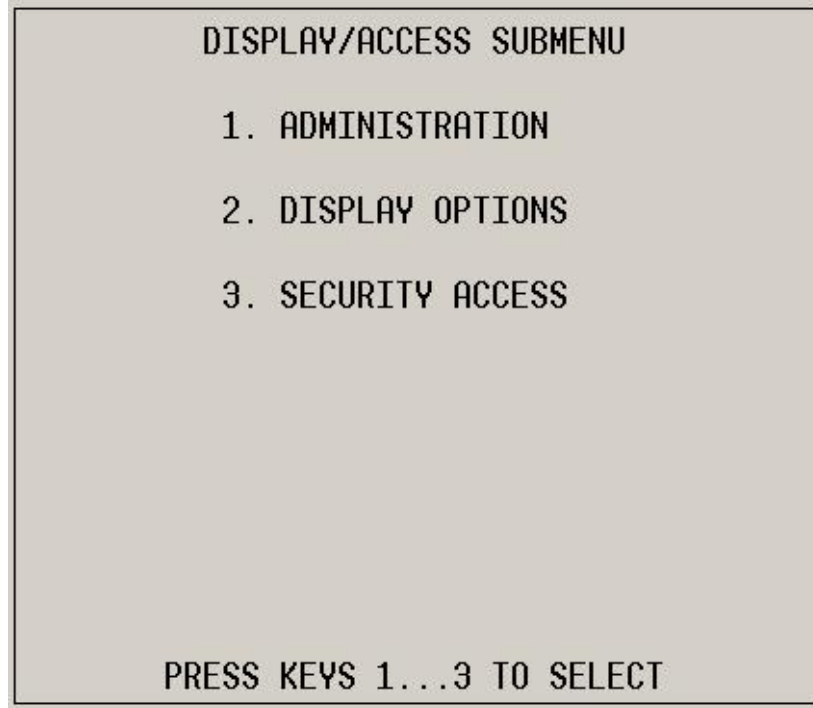 DISPLAY/ACCESS SUBMENU
1. ADMINISTRATION
2. DISPLAY OPTIONS
3. SECURITY ACCESS
PRESS KEYS 1...3 TO SELECT